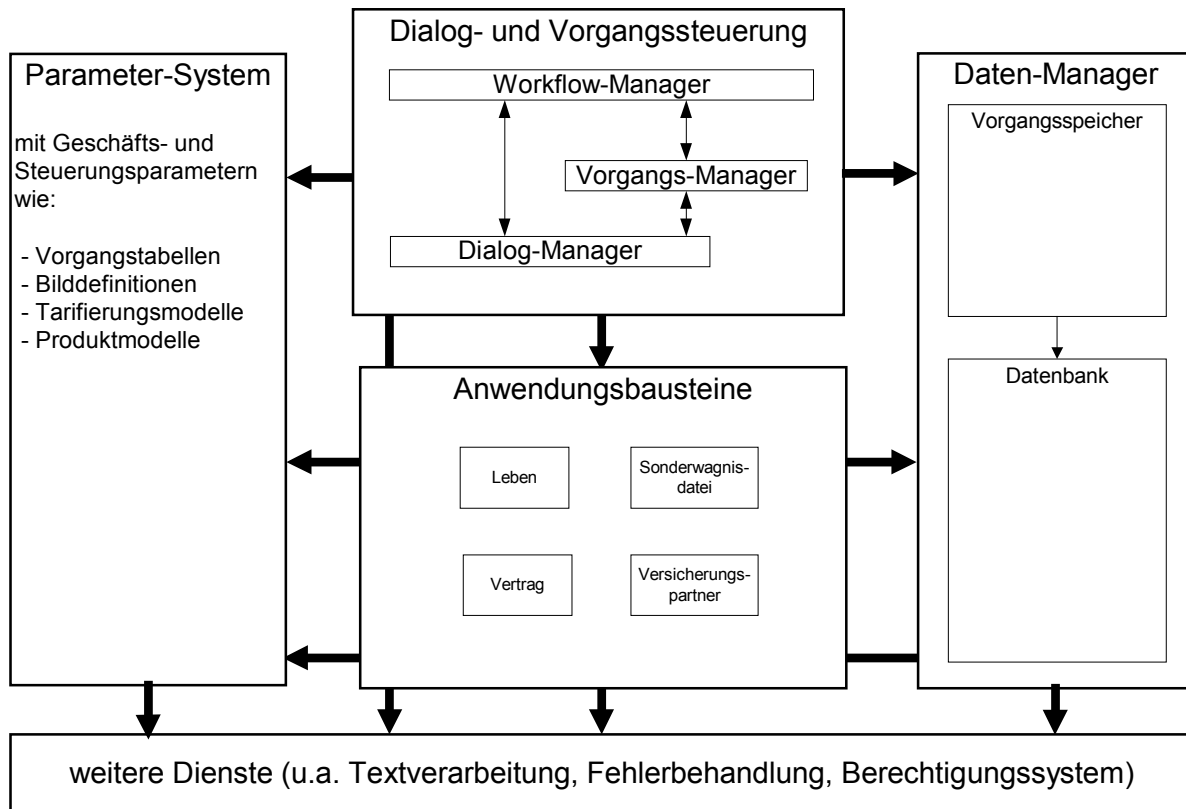 Dialog- und Vorgangssteuerung
Workflow-Manager
Vorgangs-Manager
Dialog-Manager
Parameter-System
mit Geschäfts- und
Steuerungsparametern
wie:
- Vorgangstabellen
- Bilddefinitionen
- Tarifierungsmodelle
- Produktmodelle
Daten-Manager
Vorgangsspeicher
Datenbank
Anwendungsbausteine
Leben
Sonderwagnis-
datei
Vertrag
Versicherungs-
partner
weitere Dienste (u.a. Textverarbeitung, Fehlerbehandlung, Berechtigungssystem)